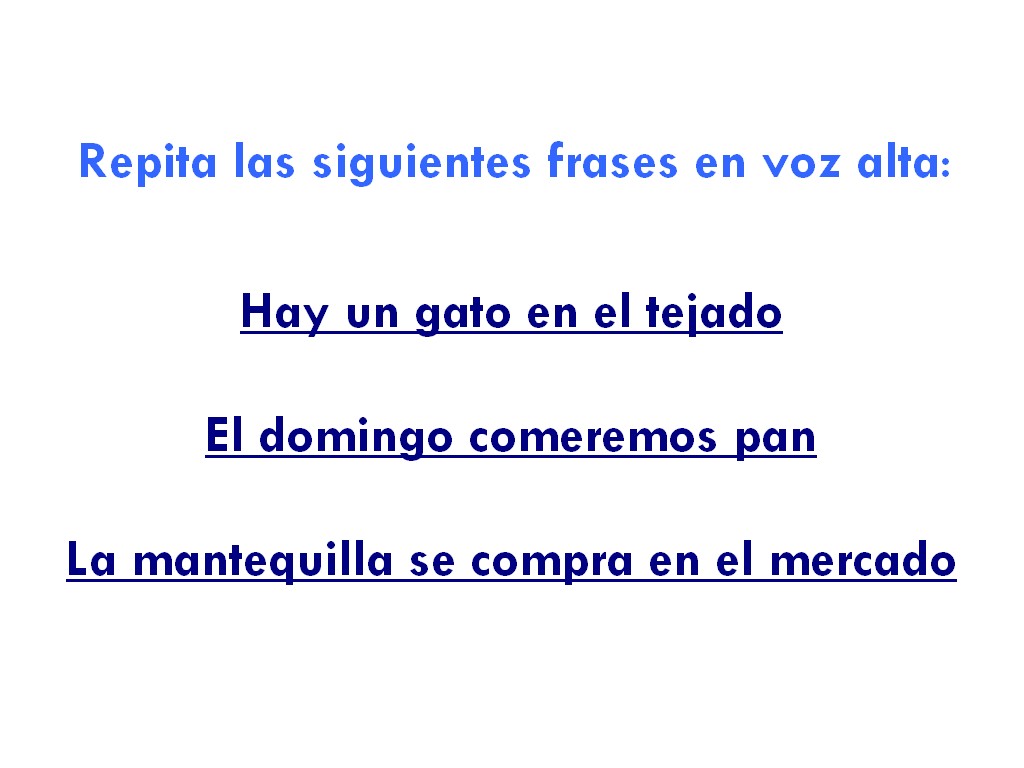 Repita las siguientes frases en voz alta:
Hay un gato en el tejado
El domingo comeremos pan
La mantequilla se compra en el mercado